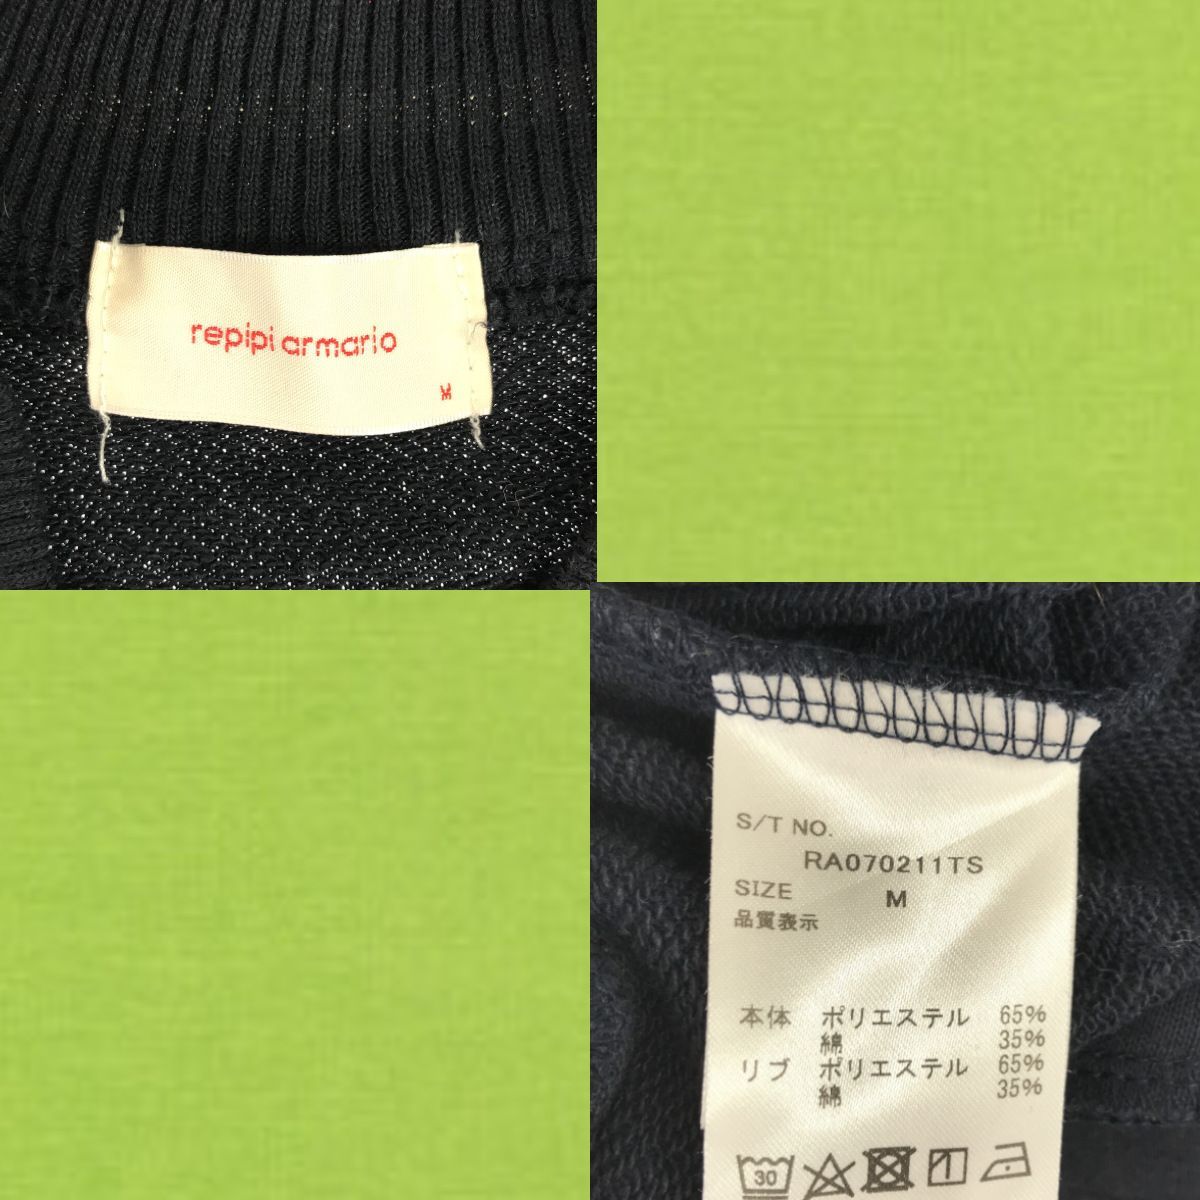 repipi armario
M
S/T NO.
RA070211TS
SIZE M
品質表示
本体 ポリエステル 65%
綿 35%
リブ ポリエステル 65%
綿 35%
30